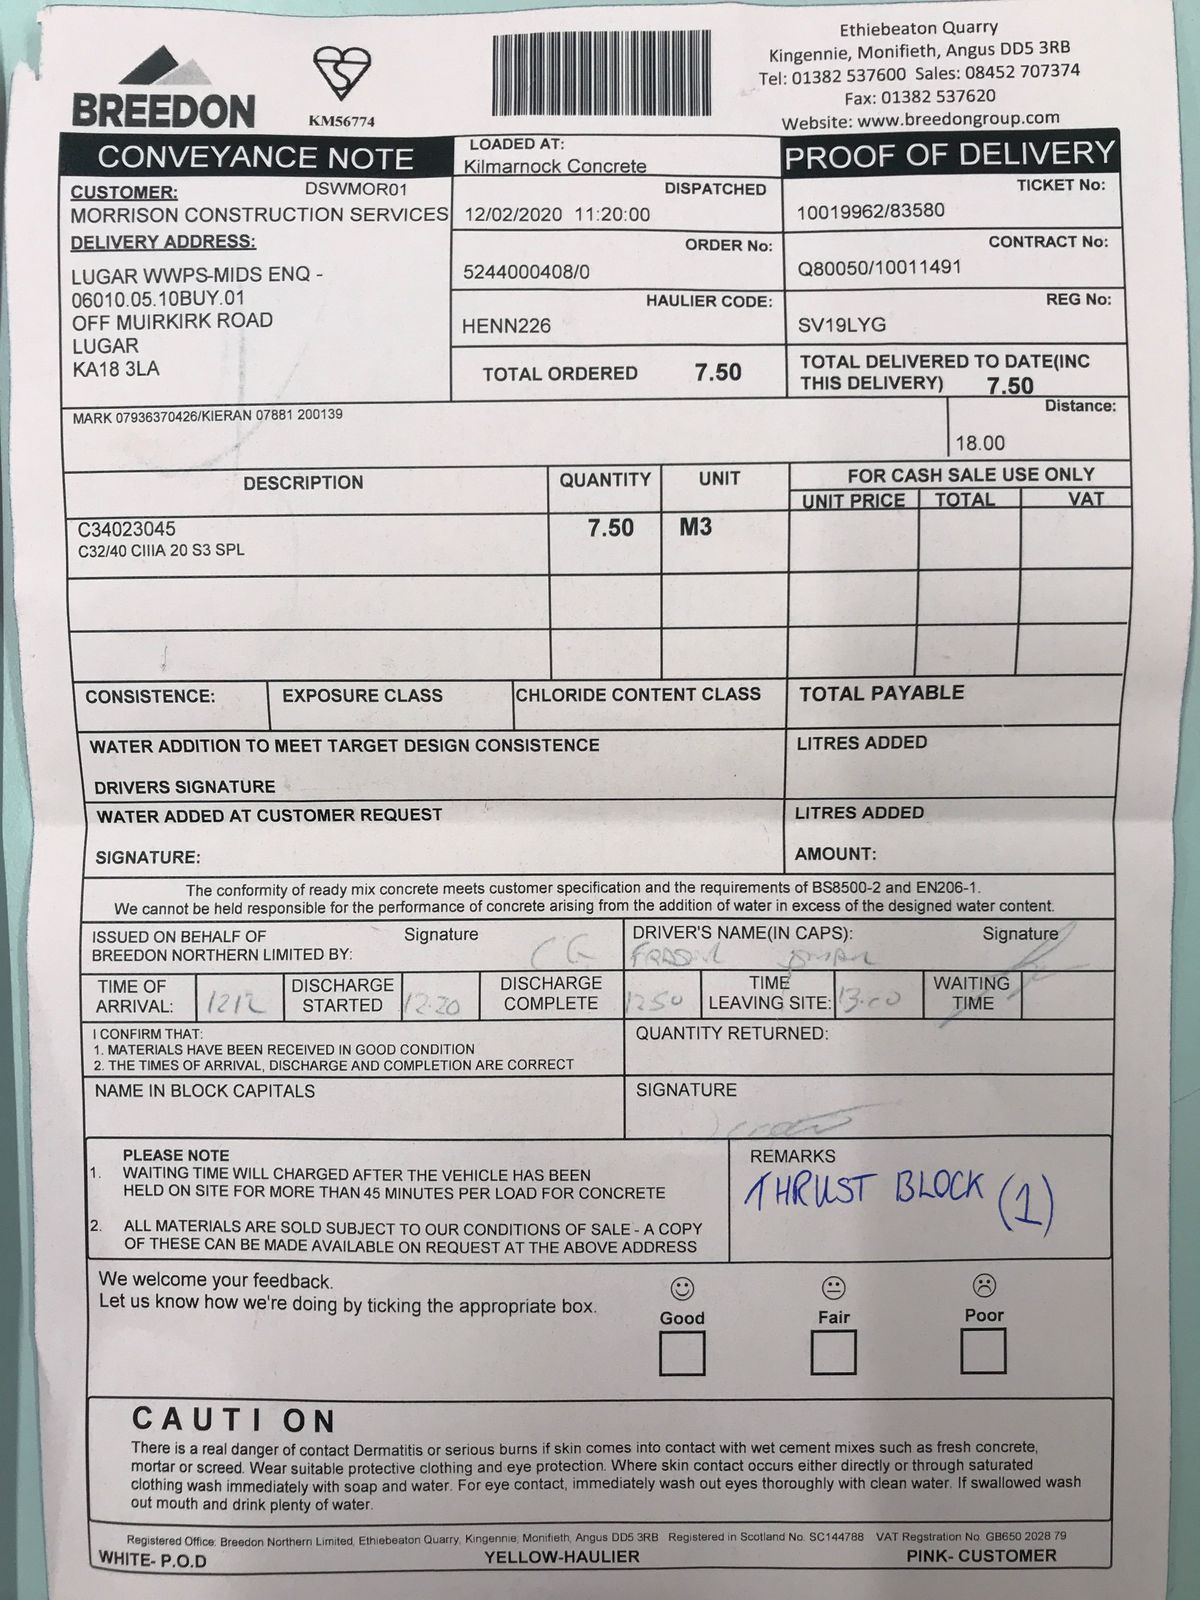 BREEDON
KM56774
Ethiebeaton Quarry
Kingennie, Monifieth, Angus DD5 3RB
Tel: 01382 537600 Sales: 08452 707374
Fax: 01382 537620
Website: www.breedongroup.com
CONVEYANCE NOTE
LOADED AT:
Kilmarnock Concrete
PROOF OF DELIVERY
CUSTOMER: DSWMOR01
MORRISON CONSTRUCTION SERVICES
DISPATCHED
12/02/2020 11:20:00
TICKET No:
10019962/83580
DELIVERY ADDRESS:
LUGAR WWPS-MIDS ENQ -
06010.05.10BUY.01
OFF MUIRKIRK ROAD
LUGAR
KA18 3LA
ORDER No:
5244000408/0
CONTRACT No:
Q80050/10011491
HAULIER CODE:
HENN226
REG No:
SV19LYG
TOTAL ORDERED 7.50
TOTAL DELIVERED TO DATE(INC
THIS DELIVERY) 7.50
MARK 07936370426/KIERAN 07881 200139
Distance:
18.00
DESCRIPTION QUANTITY UNIT FOR CASH SALE USE ONLY
UNIT PRICE TOTAL VAT
C34023045 7.50 M3
C32/40 CIIIA 20 S3 SPL
CONSISTENCE: EXPOSURE CLASS CHLORIDE CONTENT CLASS TOTAL PAYABLE
WATER ADDITION TO MEET TARGET DESIGN CONSISTENCE LITRES ADDED
DRIVERS SIGNATURE
WATER ADDED AT CUSTOMER REQUEST LITRES ADDED
SIGNATURE: AMOUNT:
The conformity of ready mix concrete meets customer specification and the requirements of BS8500-2 and EN206-1.
We cannot be held responsible for the performance of concrete arising from the addition of water in excess of the designed water content.
ISSUED ON BEHALF OF Signature
BREEDON NORTHERN LIMITED BY:
DRIVER'S NAME(IN CAPS): Signature
TIME OF
ARRIVAL: 1212
DISCHARGE
STARTED 12.20
DISCHARGE
COMPLETE 1250
TIME
LEAVING SITE: 13.00
WAITING
TIME
I CONFIRM THAT:
1. MATERIALS HAVE BEEN RECEIVED IN GOOD CONDITION
2. THE TIMES OF ARRIVAL, DISCHARGE AND COMPLETION ARE CORRECT
QUANTITY RETURNED:
NAME IN BLOCK CAPITALS
SIGNATURE
PLEASE NOTE
1. WAITING TIME WILL CHARGED AFTER THE VEHICLE HAS BEEN
HELD ON SITE FOR MORE THAN 45 MINUTES PER LOAD FOR CONCRETE
2. ALL MATERIALS ARE SOLD SUBJECT TO OUR CONDITIONS OF SALE - A COPY
OF THESE CAN BE MADE AVAILABLE ON REQUEST AT THE ABOVE ADDRESS
REMARKS
THRUST BLOCK (1)
We welcome your feedback.
Let us know how we're doing by ticking the appropriate box.
Good Fair Poor
CAUTION
There is a real danger of contact Dermatitis or serious burns if skin comes into contact with wet cement mixes such as fresh concrete,
mortar or screed. Wear suitable protective clothing and eye protection. Where skin contact occurs either directly or through saturated
clothing wash immediately with soap and water. For eye contact, immediately wash out eyes thoroughly with clean water. If swallowed wash
out mouth and drink plenty of water.
Registered Office: Breedon Northern Limited, Ethiebeaton Quarry, Kingennie, Monifieth, Angus DD5 3RB Registered in Scotland No. SC144788 VAT Regstration No. GB650 2028 79
WHITE- P.O.D YELLOW-HAULIER PINK- CUSTOMER